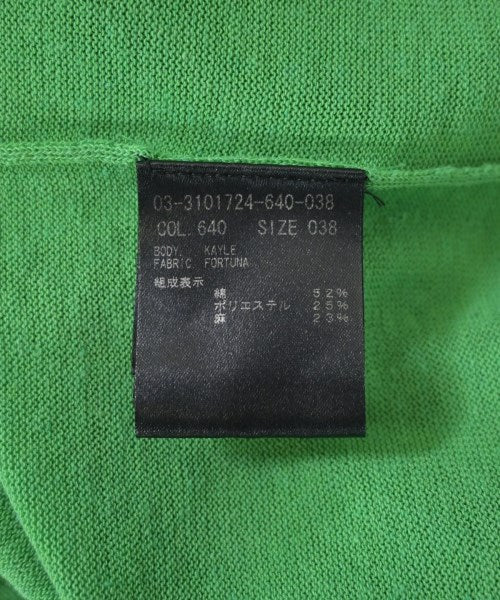 03-3101724-640-038
COL. 640 SIZE 038
BODY. KAYLE
FABRIC. FORTUNA
組成表示
綿 52%
ポリエステル 25%
麻 23%